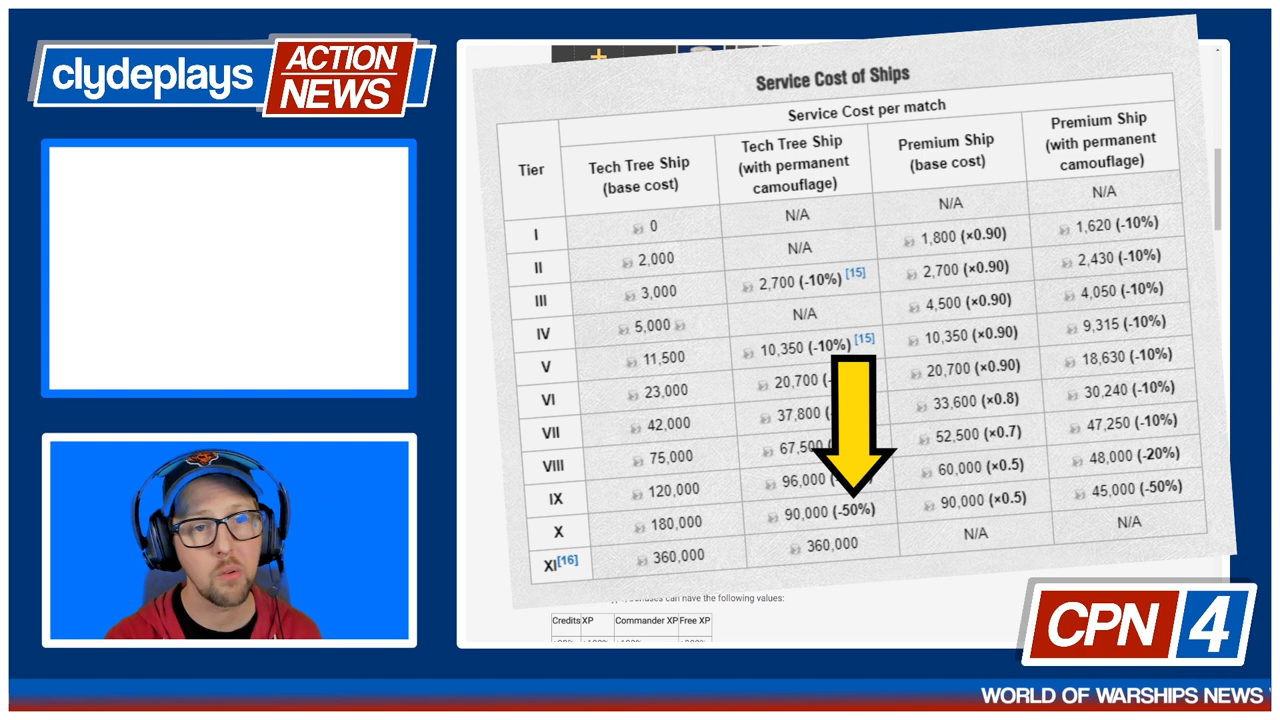 clydeplays
ACTION
NEWS
Service Cost of Ships
Tier
Service Cost per match
Tech Tree Ship
(base cost)
Tech Tree Ship
(with permanent
camouflage)
Premium Ship
(base cost)
Premium Ship
(with permanent
camouflage)
I 0 N/A N/A N/A
II 2,000 N/A 1,800 (×0.90) 1,620 (-10%)
III 3,000 2,700 (-10%) [15] 2,700 (×0.90) 2,430 (-10%)
IV 5,000 N/A 4,500 (×0.90) 4,050 (-10%)
V 11,500 10,350 (-10%) [15] 10,350 (×0.90) 9,315 (-10%)
VI 23,000 20,700 20,700 (×0.90) 18,630 (-10%)
VII 42,000 37,800 33,600 (×0.8) 30,240 (-10%)
VIII 75,000 67,500 52,500 (×0.7) 47,250 (-10%)
IX 120,000 96,000 60,000 (×0.5) 48,000 (-20%)
X 180,000 90,000 (-50%) 90,000 (×0.5) 45,000 (-50%)
XI[16] 360,000 360,000 N/A N/A
can have the following values:
Credits XP Commander XP Free XP
CPN 4
WORLD OF WARSHIPS NEWS